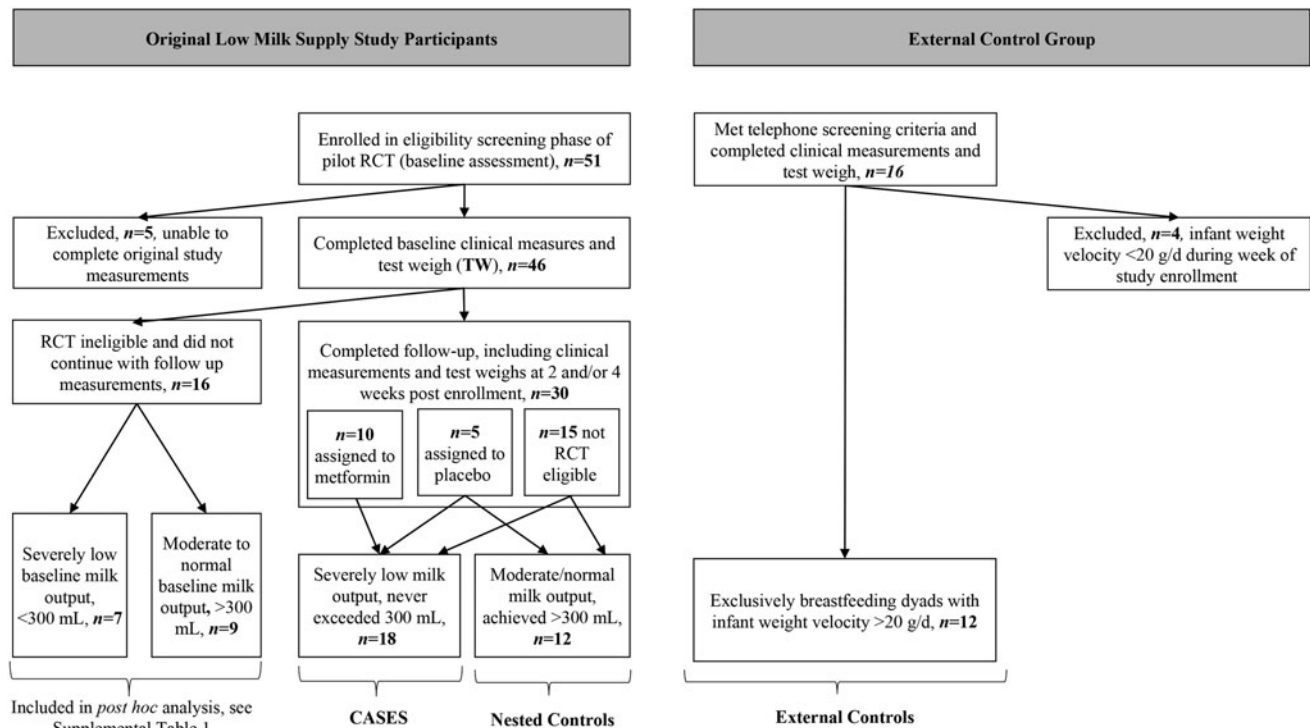 Original Low Milk Supply Study Participants
External Control Group
Enrolled in eligibility screening phase of
pilot RCT (baseline assessment), n=51
Met telephone screening criteria and
completed clinical measurements and
test weigh, n=16
Excluded, n=5, unable to
complete original study
measurements
Completed baseline clinical measures and
test weigh (TW), n=46
Excluded, n=4, infant weight
velocity <20 g/d during week of
study enrollment
RCT ineligible and did not
continue with follow up
measurements, n=16
Completed follow-up, including clinical
measurements and test weighs at 2 and/or 4
weeks post enrollment, n=30
n=10
assigned to
metformin
n=5
assigned to
placebo
n=15 not
RCT
eligible
Severely low
baseline milk
output,
<300 mL, n=7
Moderate to
normal
baseline milk
output, >300
mL, n=9
Severely low milk
output, never
exceeded 300 mL,
n=18
Moderate/normal
milk output,
achieved >300 mL,
n=12
Exclusively breastfeeding dyads with
infant weight velocity >20 g/d, n=12
Included in post hoc analysis, see
Supplemental Table 1
CASES
Nested Controls
External Controls